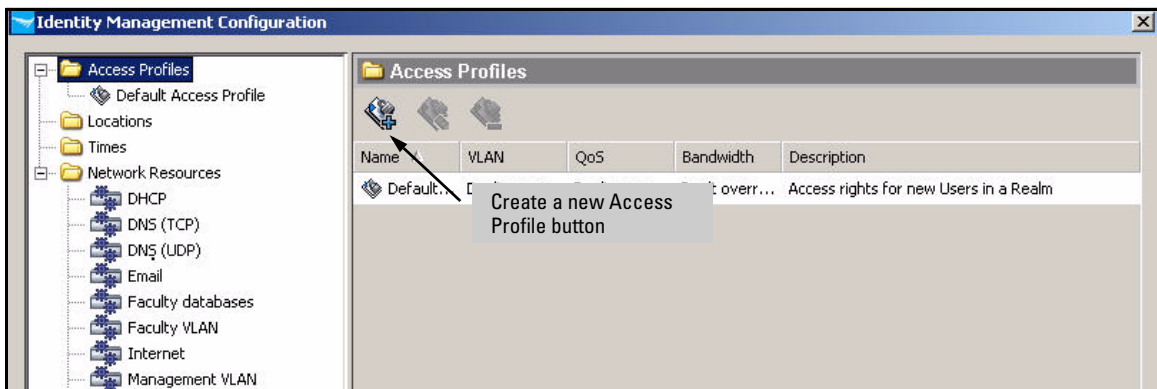 Identity Management Configuration
Access Profiles
Default Access Profile
Locations
Times
Network Resources
DHCP
DNS (TCP)
DNS (UDP)
Email
Faculty databases
Faculty VLAN
Internet
Management VLAN
Access Profiles
Name VLAN QoS Bandwidth Description
Default... overr... Access rights for new Users in a Realm
Create a new Access
Profile button